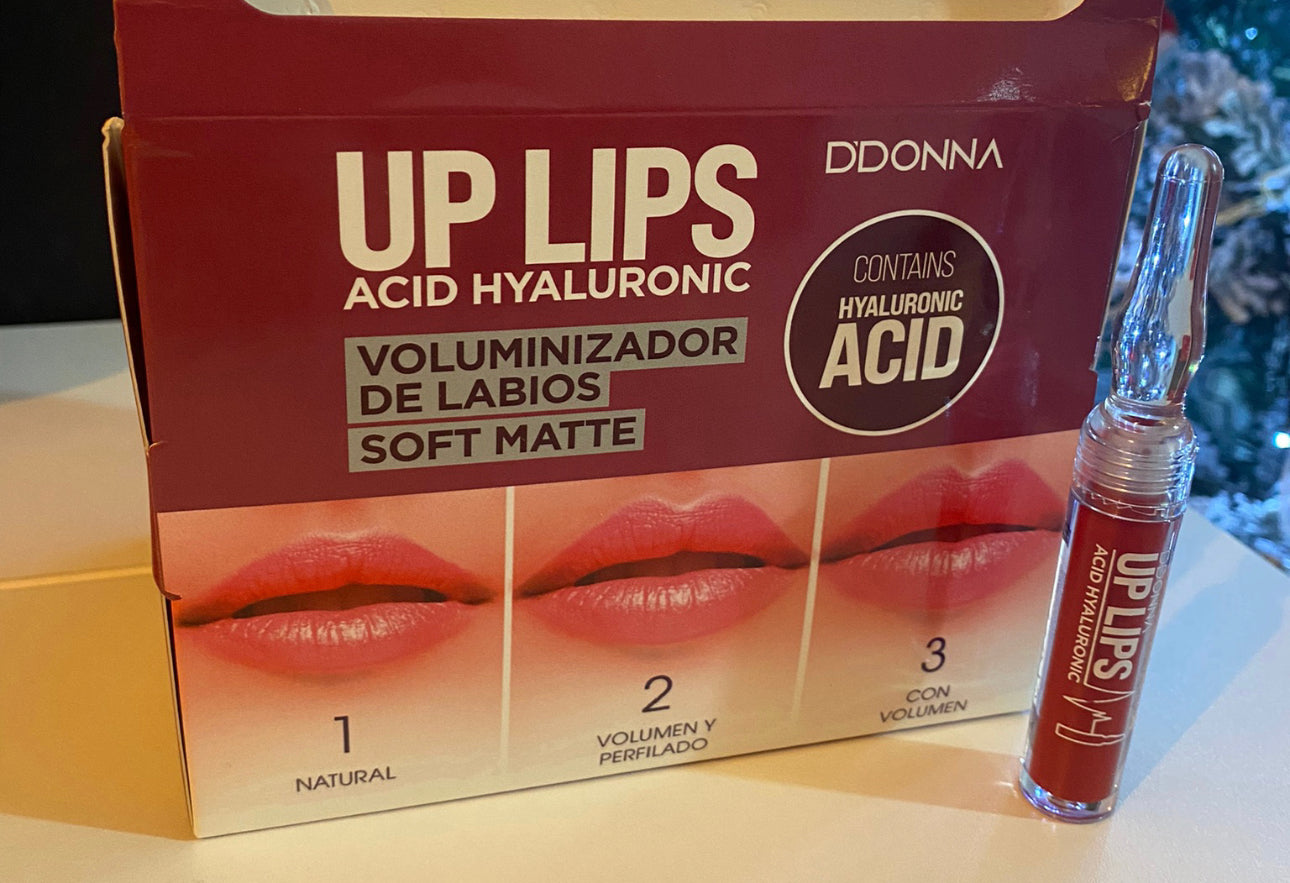 UP LIPS
ACID HYALURONIC
VOLUMINIZADOR
DE LABIOS
SOFT MATTE
D'DONNA
CONTAINS
HYALURONIC
ACID
1
NATURAL
2
VOLUMEN Y
PERFILADO
3
CON
VOLUMEN
D'DONNA
UP LIPS
ACID HYALURONIC